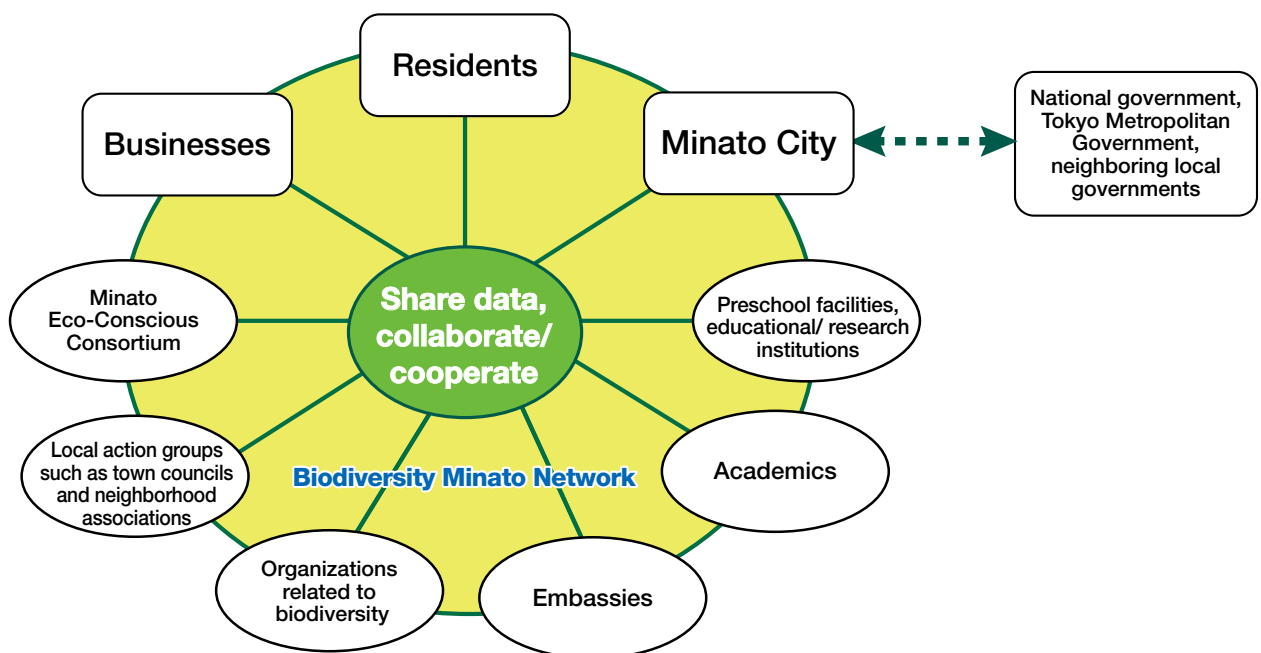 Residents
Businesses
Minato City
National government,
Tokyo Metropolitan
Government,
neighboring local
governments
Minato
Eco-Conscious
Consortium
Share data,
collaborate/
cooperate
Preschool facilities,
educational/ research
institutions
Local action groups
such as town councils
and neighborhood
associations
Biodiversity Minato Network
Academics
Organizations
related to
biodiversity
Embassies